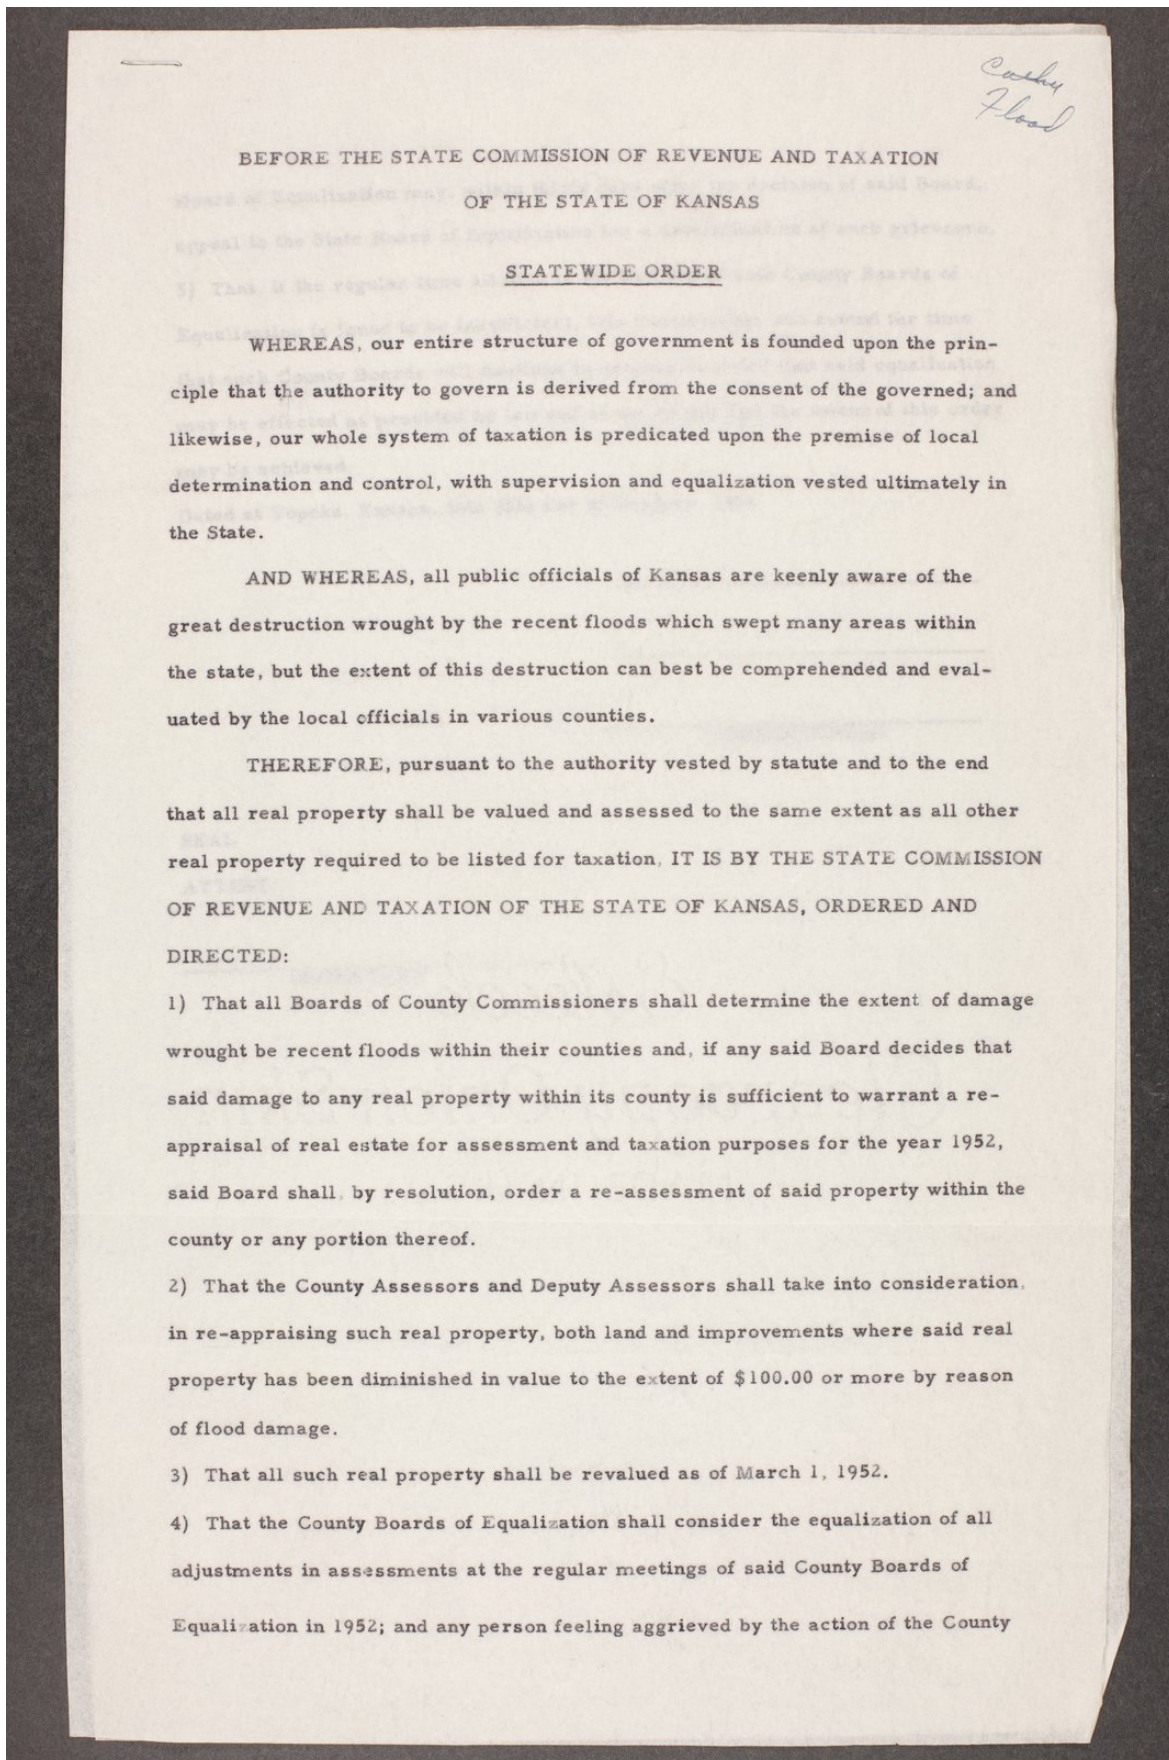 Flood
BEFORE THE STATE COMMISSION OF REVENUE AND TAXATION
OF THE STATE OF KANSAS
STATEWIDE ORDER
WHEREAS, our entire structure of government is founded upon the prin-
ciple that the authority to govern is derived from the consent of the governed; and
likewise, our whole system of taxation is predicated upon the premise of local
determination and control, with supervision and equalization vested ultimately in
the State.
AND WHEREAS, all public officials of Kansas are keenly aware of the
great destruction wrought by the recent floods which swept many areas within
the state, but the extent of this destruction can best be comprehended and eval-
uated by the local officials in various counties.
THEREFORE, pursuant to the authority vested by statute and to the end
that all real property shall be valued and assessed to the same extent as all other
real property required to be listed for taxation, IT IS BY THE STATE COMMISSION
OF REVENUE AND TAXATION OF THE STATE OF KANSAS, ORDERED AND
DIRECTED:
1) That all Boards of County Commissioners shall determine the extent of damage
wrought be recent floods within their counties and, if any said Board decides that
said damage to any real property within its county is sufficient to warrant a re-
appraisal of real estate for assessment and taxation purposes for the year 1952,
said Board shall, by resolution, order a re-assessment of said property within the
county or any portion thereof.
2) That the County Assessors and Deputy Assessors shall take into consideration,
in re-appraising such real property, both land and improvements where said real
property has been diminished in value to the extent of $100.00 or more by reason
of flood damage.
3) That all such real property shall be revalued as of March 1, 1952.
4) That the County Boards of Equalization shall consider the equalization of all
adjustments in assessments at the regular meetings of said County Boards of
Equalization in 1952; and any person feeling aggrieved by the action of the County